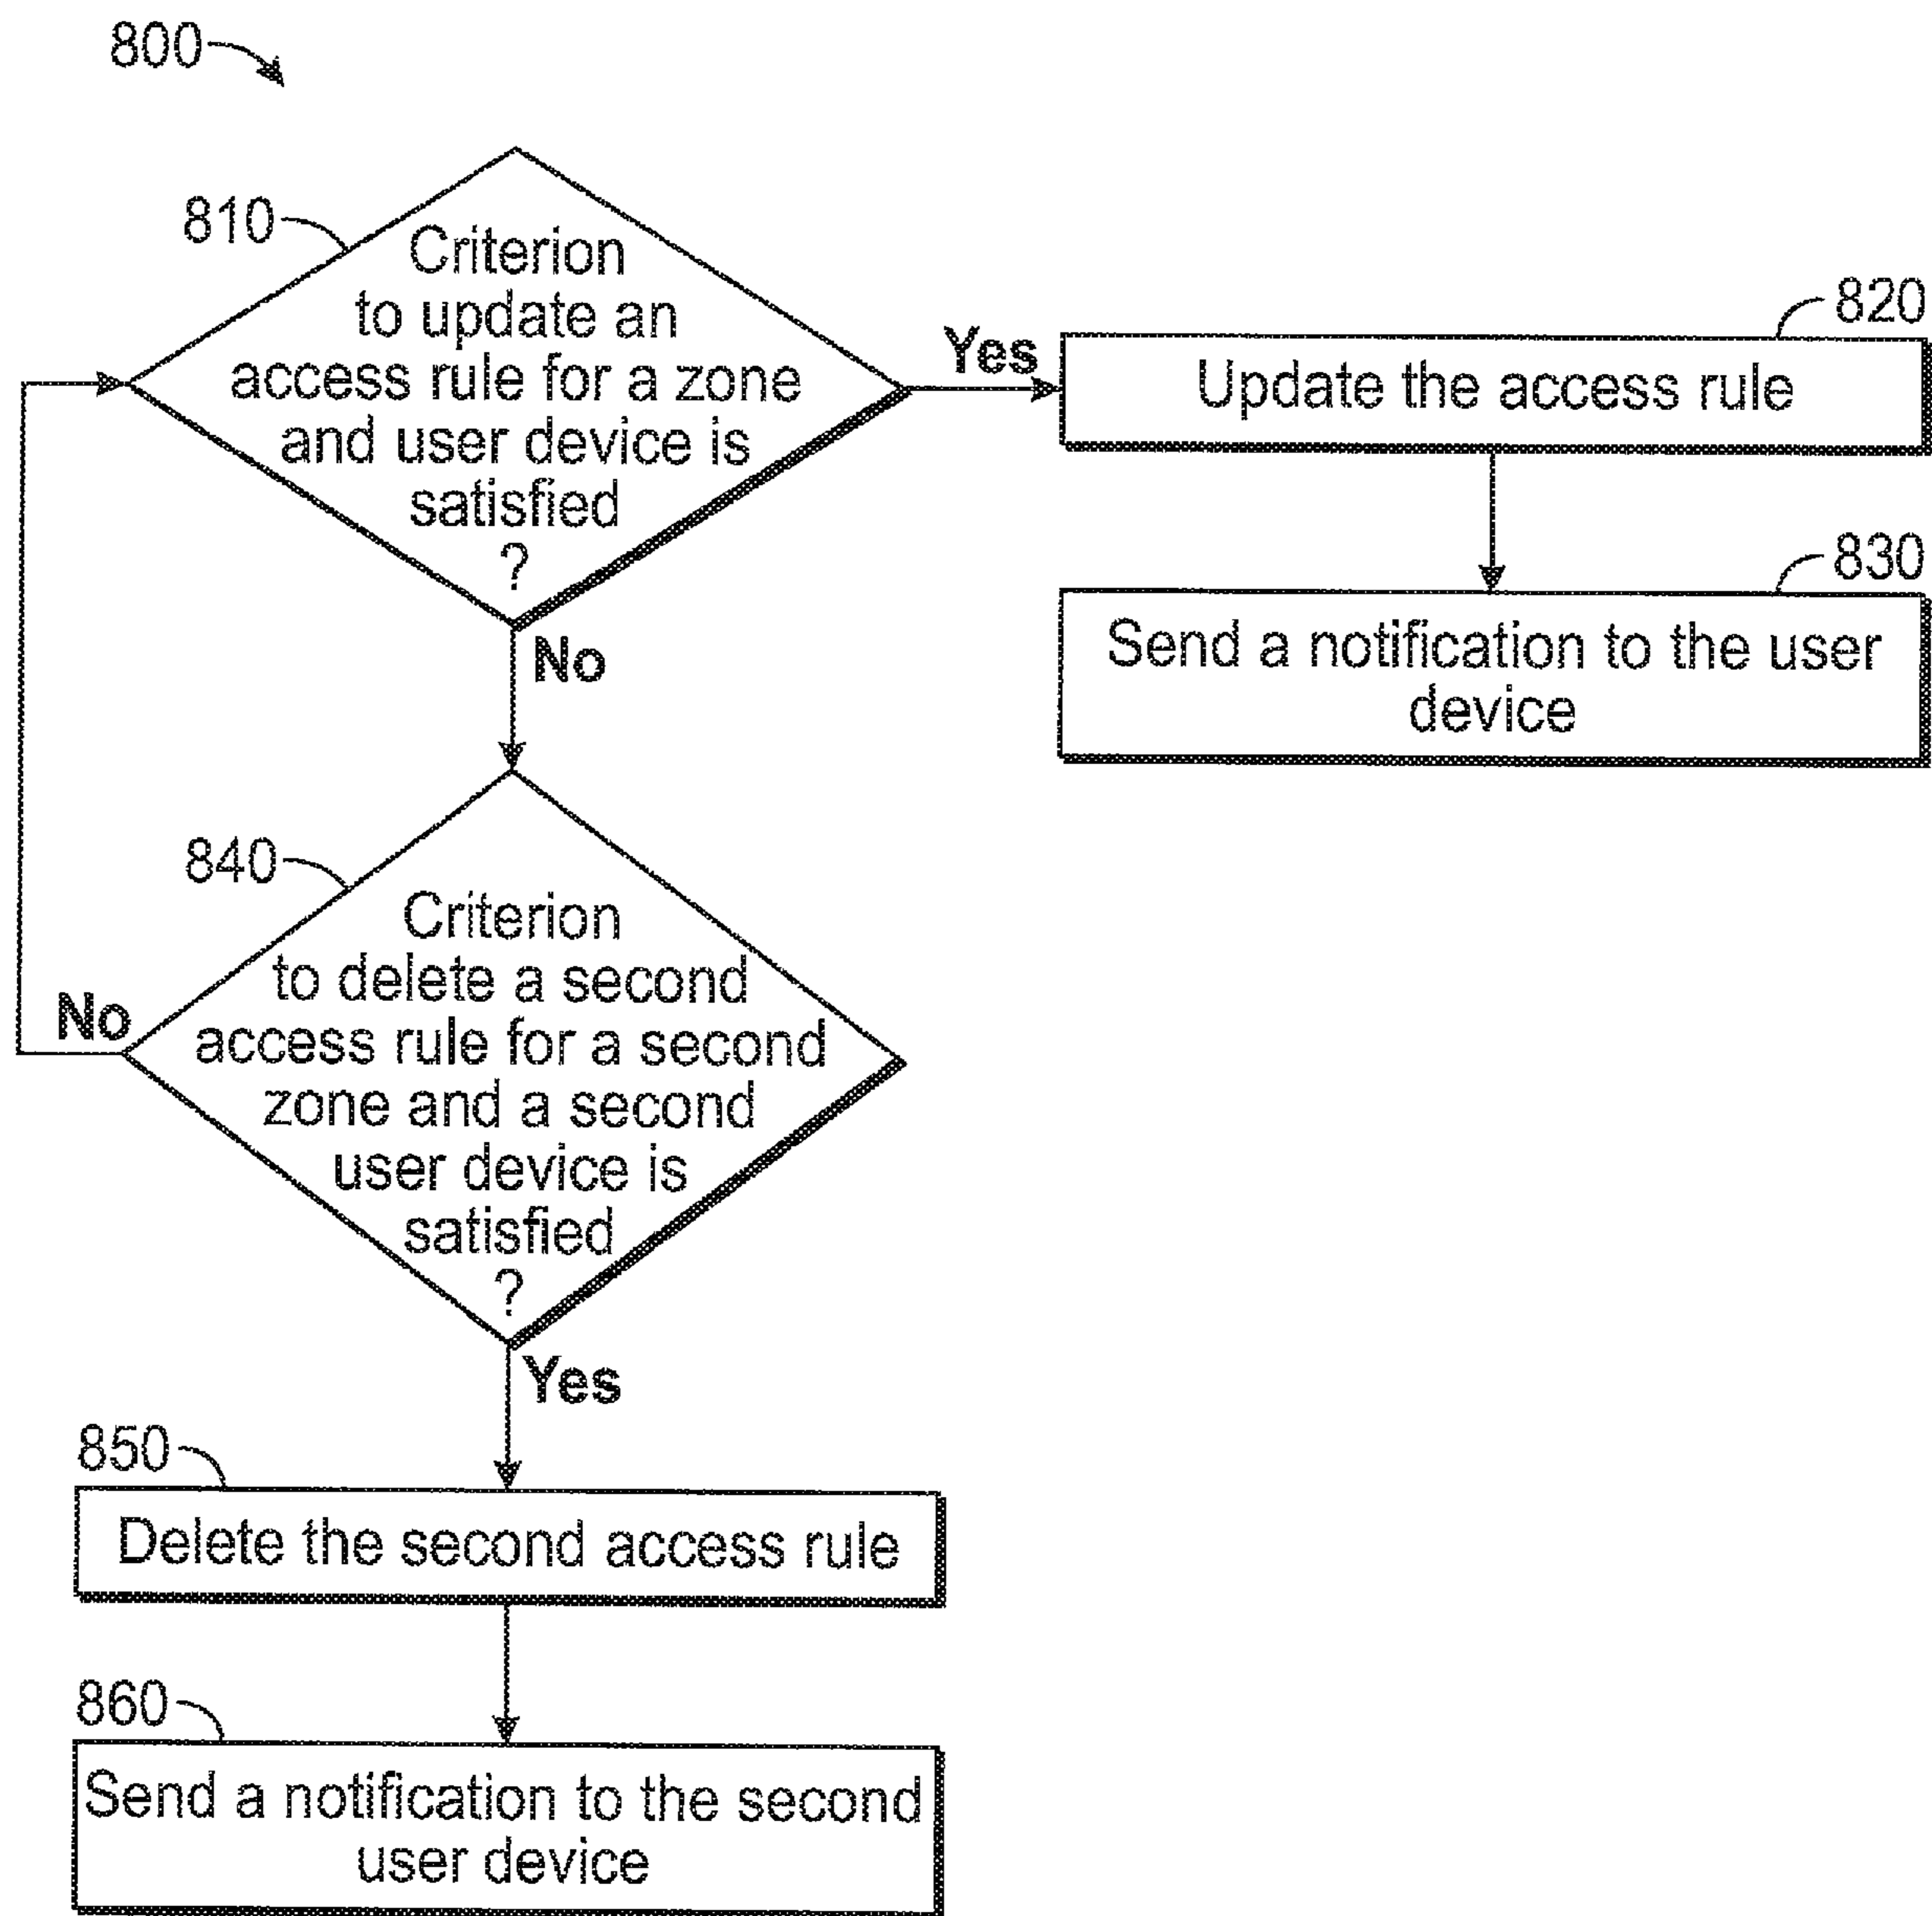 800
810
Criterion
to update an
access rule for a zone
and user device is
satisfied
?
Yes
820
Update the access rule
830
Send a notification to the user
device
No
840
Criterion
to delete a second
access rule for a second
zone and a second
user device is
satisfied
?
No
Yes
850
Delete the second access rule
860
Send a notification to the second
user device